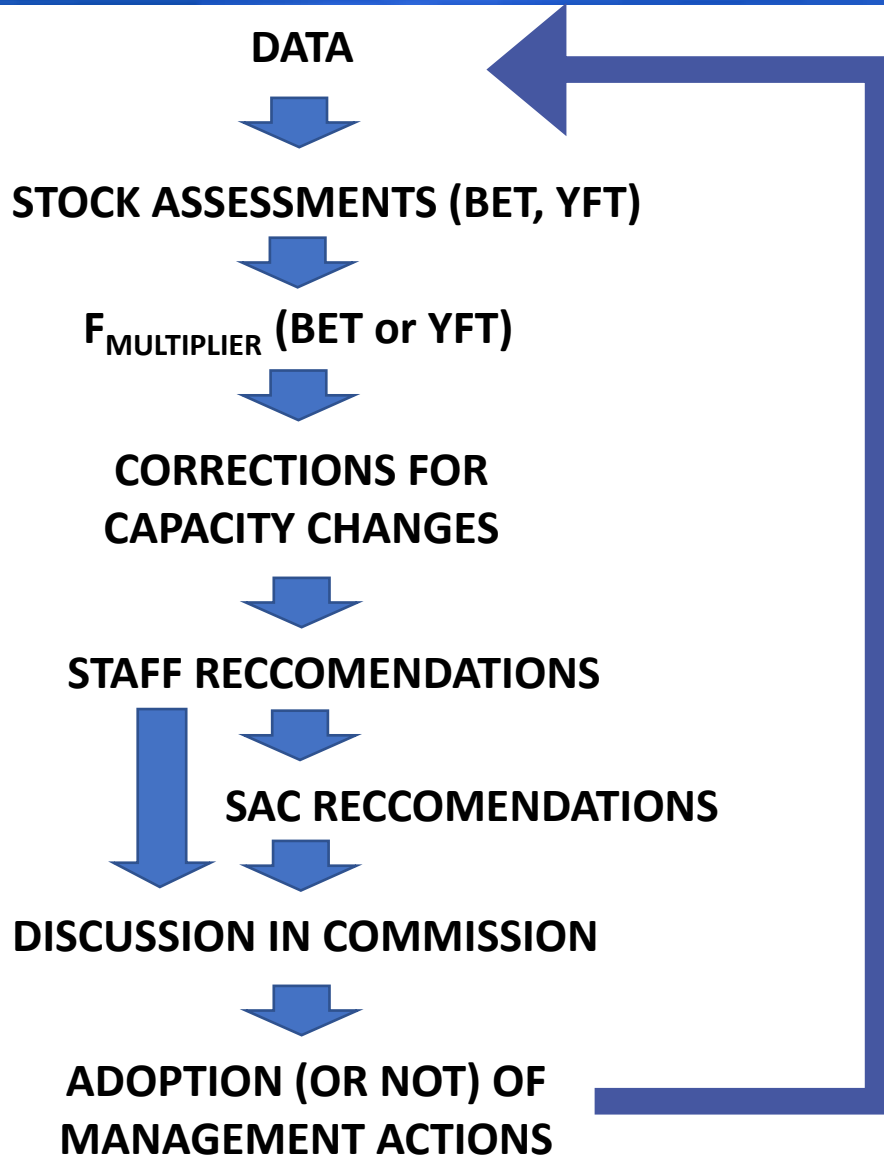 DATA
STOCK ASSESSMENTS (BET, YFT)
FMULTIPLIER (BET or YFT)
CORRECTIONS FOR
CAPACITY CHANGES
STAFF RECCOMENDATIONS
SAC RECCOMENDATIONS
DISCUSSION IN COMMISSION
ADOPTION (OR NOT) OF
MANAGEMENT ACTIONS